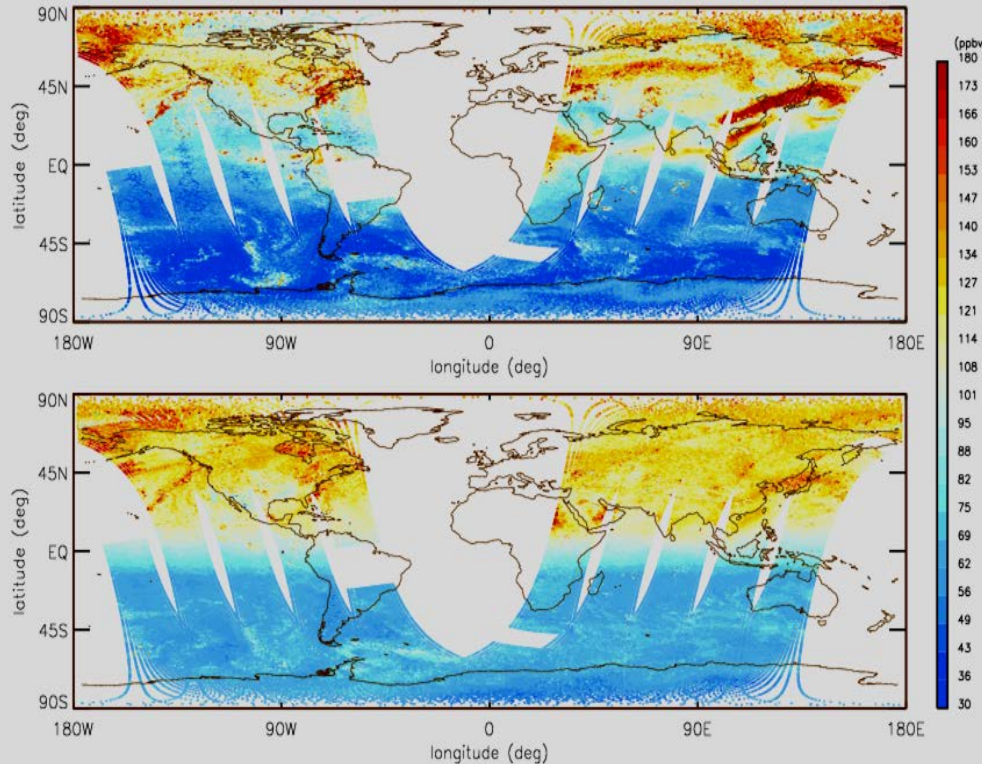 90N
45N
EQ
45S
90S
latitude (deg)
180W 90W 0 90E 180E
longitude (deg)
90N
45N
EQ
45S
90S
latitude (deg)
180W 90W 0 90E 180E
longitude (deg)
(ppbv
180
173
166
160
153
147
140
134
127
121
114
108
101
95
88
82
75
69
62
56
49
43
36
30